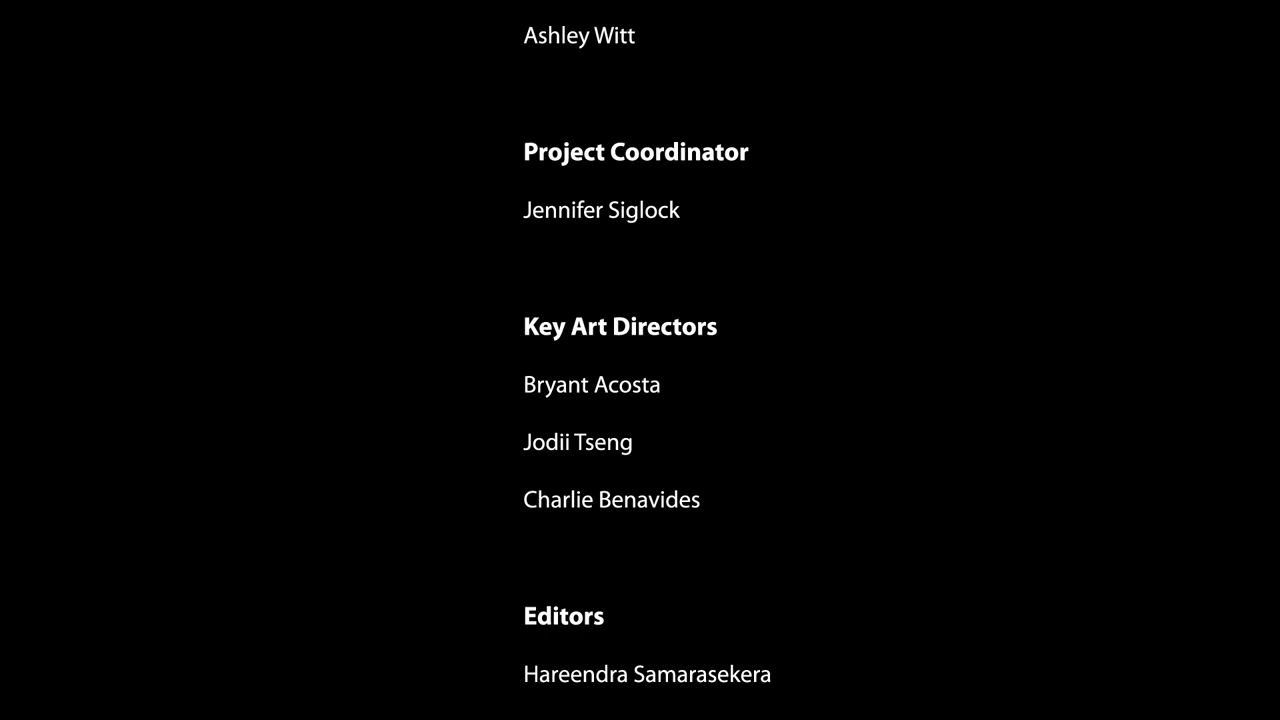 Ashley Witt
Project Coordinator
Jennifer Siglock
Key Art Directors
Bryant Acosta
Jodii Tseng
Charlie Benavides
Editors
Hareendra Samarasekera